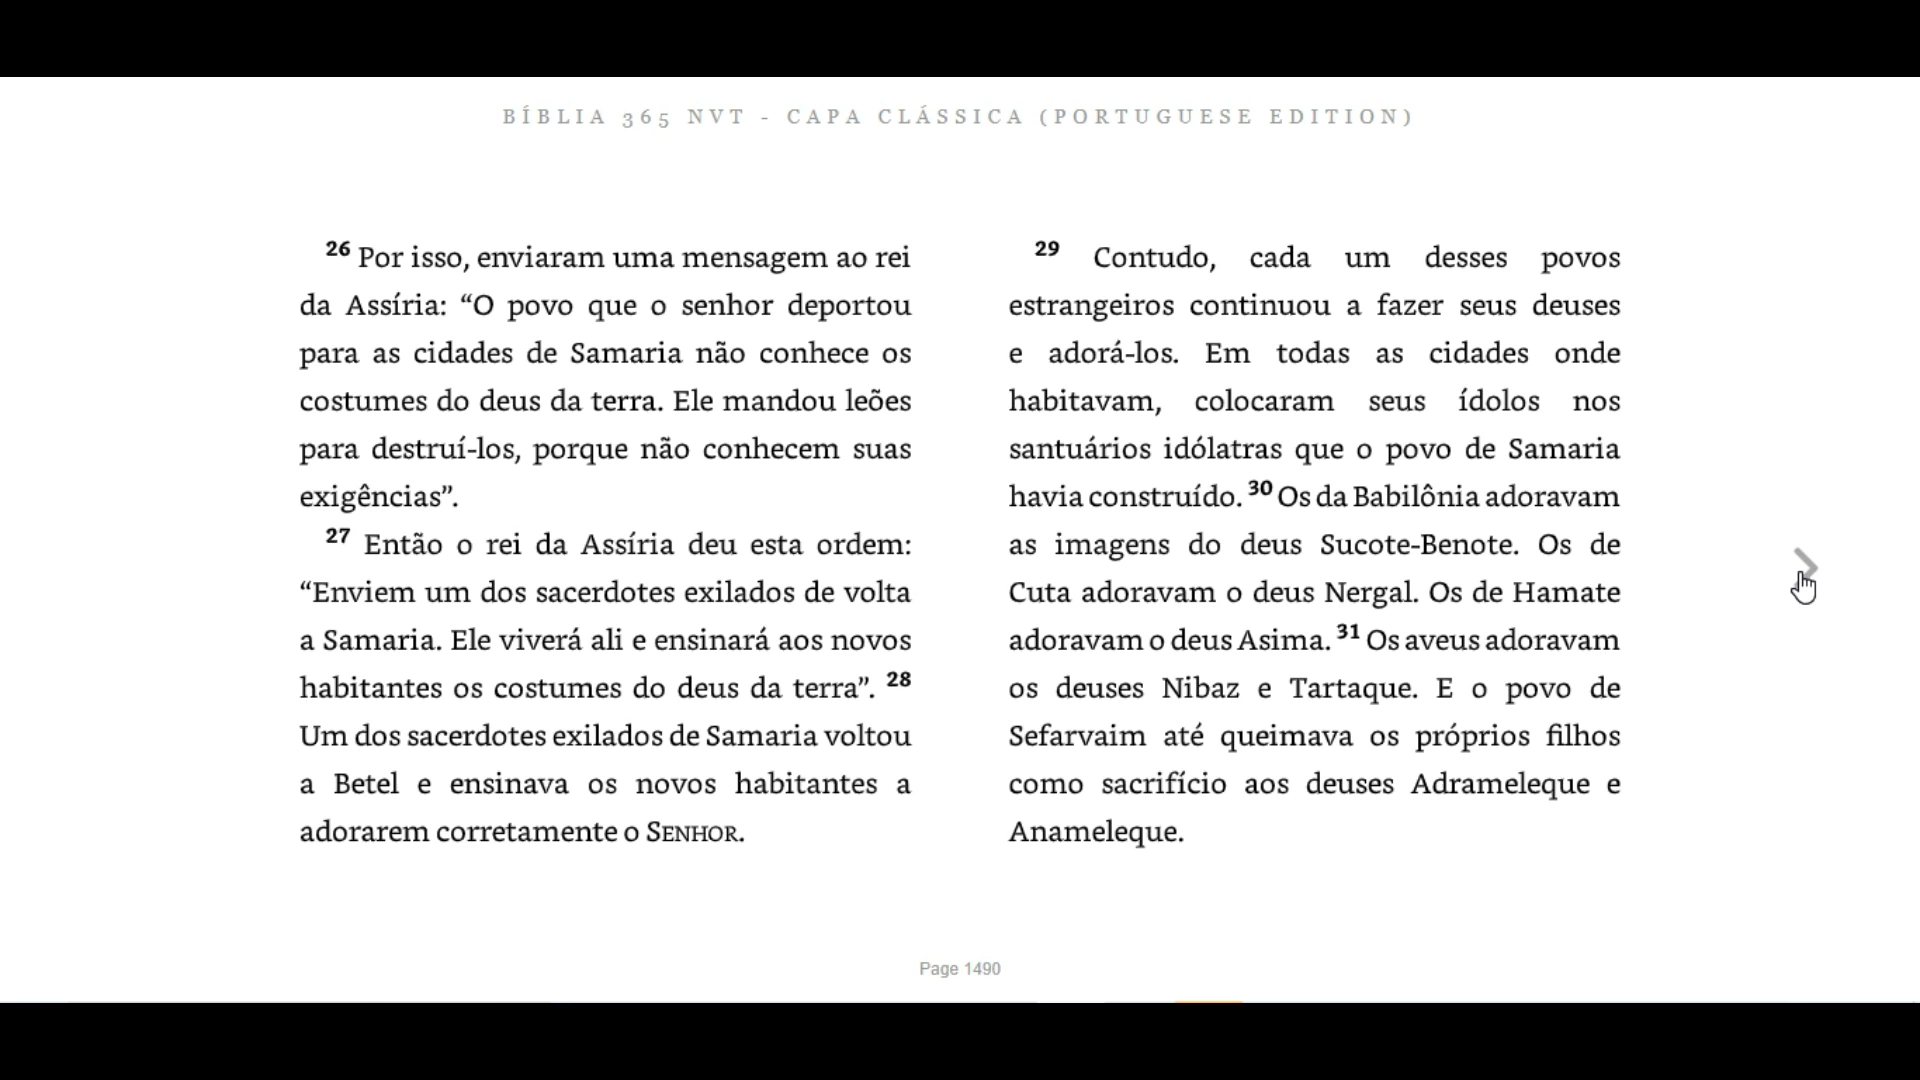 BÍBLIA 365 NVT - CAPA CLÁSSICA (PORTUGUESE EDITION)
26 Por isso, enviaram uma mensagem ao rei
da Assíria: “O povo que o senhor deportou
para as cidades de Samaria não conhece os
costumes do deus da terra. Ele mandou leões
para destruí-los, porque não conhecem suas
exigências”.
27 Então o rei da Assíria deu esta ordem:
“Enviem um dos sacerdotes exilados de volta
a Samaria. Ele viverá ali e ensinará aos novos
habitantes os costumes do deus da terra”. 28
Um dos sacerdotes exilados de Samaria voltou
a Betel e ensinava os novos habitantes a
adorarem corretamente o SENHOR.
29 Contudo, cada um desses povos
estrangeiros continuou a fazer seus deuses
e adorá-los. Em todas as cidades onde
habitavam, colocaram seus ídolos nos
santuários idólatras que o povo de Samaria
havia construído. 30 Os da Babilônia adoravam
as imagens do deus Sucote-Benote. Os de
Cuta adoravam o deus Nergal. Os de Hamate
adoravam o deus Asima. 31 Os aveus adoravam
os deuses Nibaz e Tartaque. E o povo de
Sefarvaim até queimava os próprios filhos
como sacrifício aos deuses Adrameleque e
Anameleque.
Page 1490